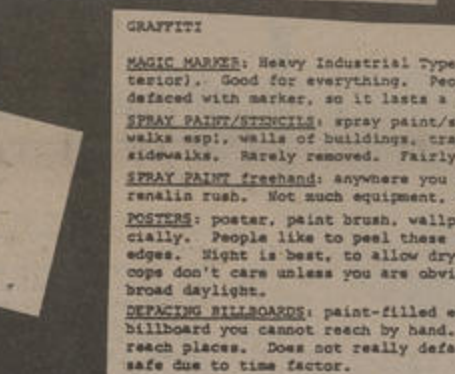 GRAFFITI
MAGIC MARKER: Heavy Industrial Type
terior). Good for everything. Peo
defaced with marker, so it lasts a
SPRAY PAINT/STENCILS: spray paint/s
walks esp!, walls of buildings, tra
sidewalks. Rarely removed. Fairly
SPRAY PAINT freehand: anywhere you
renalin rush. Not much equipment.
POSTERS: poster, paint brush, wallp
cially. People like to peel these
edges. Night is best, to allow dry
cops don't care unless you are obvi
broad daylight.
DEFACING BILLBOARDS: paint-filled e
billboard you cannot reach by hand.
reach places. Does not really defa
safe due to time factor.